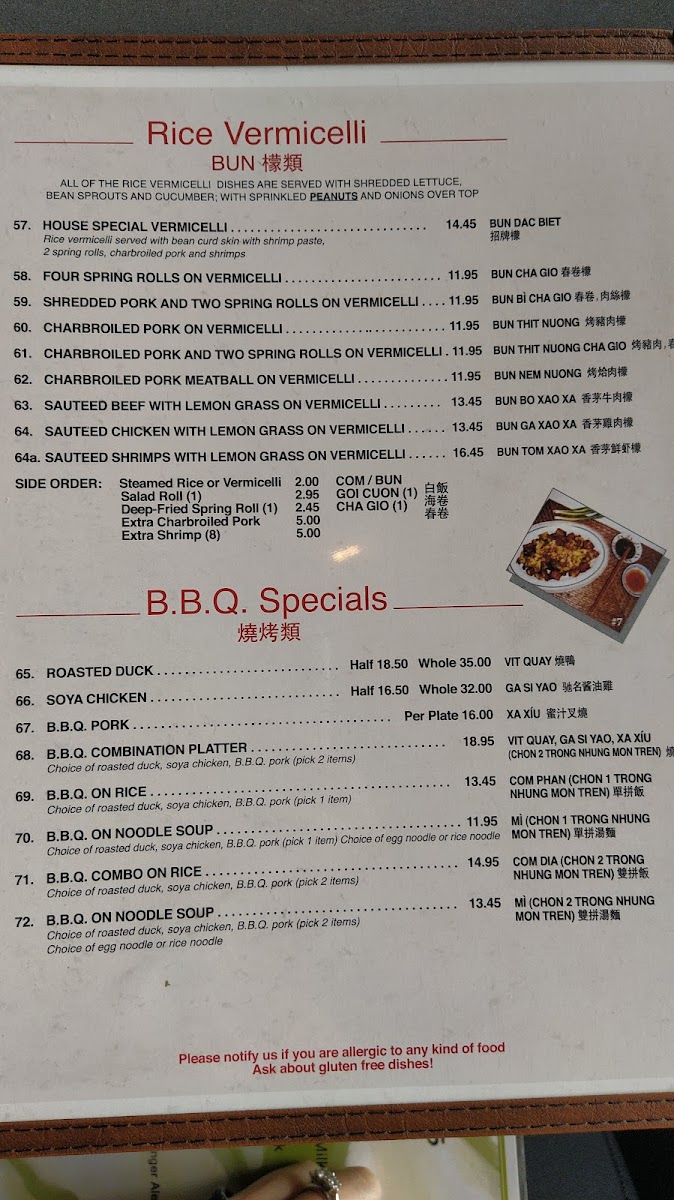 Rice Vermicelli
BUN 檬類
ALL OF THE RICE VERMICELLI DISHES ARE SERVED WITH SHREDDED LETTUCE,
BEAN SPROUTS AND CUCUMBER; WITH SPRINKLED PEANUTS AND ONIONS OVER TOP
57. HOUSE SPECIAL VERMICELLI 14.45 BUN DAC BIET
招牌檬
Rice vermicelli served with bean curd skin with shrimp paste,
2 spring rolls, charbroiled pork and shrimps
58. FOUR SPRING ROLLS ON VERMICELLI 11.95 BUN CHA GIO 春卷檬
59. SHREDDED PORK AND TWO SPRING ROLLS ON VERMICELLI 11.95 BUN BÌ CHA GIO 春卷,肉絲檬
60. CHARBROILED PORK ON VERMICELLI 11.95 BUN THIT NUONG 烤豬肉檬
61. CHARBROILED PORK AND TWO SPRING ROLLS ON VERMICELLI 11.95 BUN THIT NUONG CHA GIO 烤豬肉,春
62. CHARBROILED PORK MEATBALL ON VERMICELLI 11.95 BUN NEM NUONG 烤焓肉檬
63. SAUTEED BEEF WITH LEMON GRASS ON VERMICELLI 13.45 BUN BO XAO XA 香茅牛肉檬
64. SAUTEED CHICKEN WITH LEMON GRASS ON VERMICELLI 13.45 BUN GA XAO XA 香茅雞肉檬
64a. SAUTEED SHRIMPS WITH LEMON GRASS ON VERMICELLI 16.45 BUN TOM XAO XA 香茅鮮虾檬
SIDE ORDER: Steamed Rice or Vermicelli 2.00 COM / BUN 白飯
Salad Roll (1) 2.95 GOI CUON (1) 海卷
Deep-Fried Spring Roll (1) 2.45 CHA GIO (1) 春卷
Extra Charbroiled Pork 5.00
Extra Shrimp (8) 5.00
#7
B.B.Q. Specials
燒烤類
65. ROASTED DUCK Half 18.50 Whole 35.00 VIT QUAY 燒鴨
66. SOYA CHICKEN Half 16.50 Whole 32.00 GA SI YAO 驰名酱油雞
67. B.B.Q. PORK Per Plate 16.00 XA XÍU 蜜汁叉燒
68. B.B.Q. COMBINATION PLATTER 18.95 VIT QUAY, GA SI YAO, XA XÍU
Choice of roasted duck, soya chicken, B.B.Q. pork (pick 2 items)
(CHON 2 TRONG NHUNG MON TREN) 燒
69. B.B.Q. ON RICE 13.45 COM PHAN (CHON 1 TRONG
Choice of roasted duck, soya chicken, B.B.Q. pork (pick 1 item)
NHUNG MON TREN) 單拼飯
70. B.B.Q. ON NOODLE SOUP 11.95 MÌ (CHON 1 TRONG NHUNG
Choice of roasted duck, soya chicken, B.B.Q. pork (pick 1 item) Choice of egg noodle or rice noodle
MON TREN) 單拼湯麵
71. B.B.Q. COMBO ON RICE 14.95 COM DIA (CHON 2 TRONG
Choice of roasted duck, soya chicken, B.B.Q. pork (pick 2 items)
NHUNG MON TREN) 雙拼飯
72. B.B.Q. ON NOODLE SOUP 13.45 MÌ (CHON 2 TRONG NHUNG
MON TREN) 雙拼湯麵
Choice of roasted duck, soya chicken, B.B.Q. pork (pick 2 items)
Choice of egg noodle or rice noodle
Please notify us if you are allergic to any kind of food
Ask about gluten free dishes!